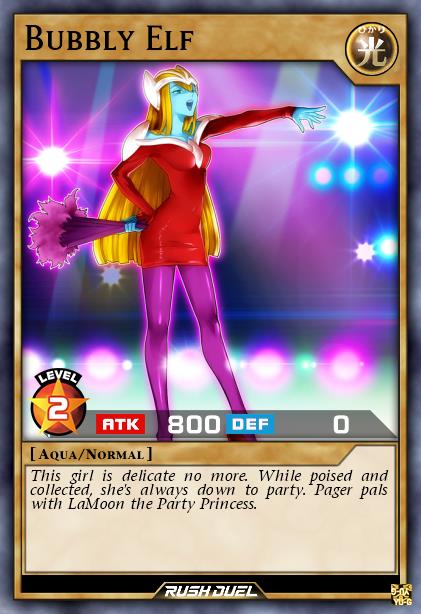 Bubbly Elf
ひかり
光
LEVEL
2
ATK 800 DEF 0
[Aqua/Normal]
This girl is delicate no more. While poised and
collected, she's always down to party. Pager pals
with LaMoon the Party Princess.
RUSH DUEL